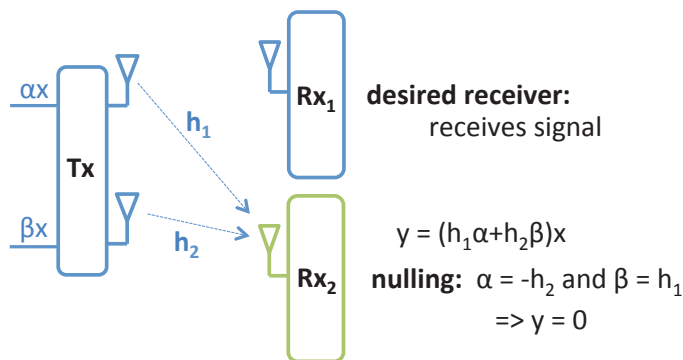 αx
h₁
Tx
βx
h₂
Rx₁
desired receiver:
receives signal
Rx₂
y = (h₁α+h₂β)x
nulling: α = -h₂ and β = h₁
=> y = 0